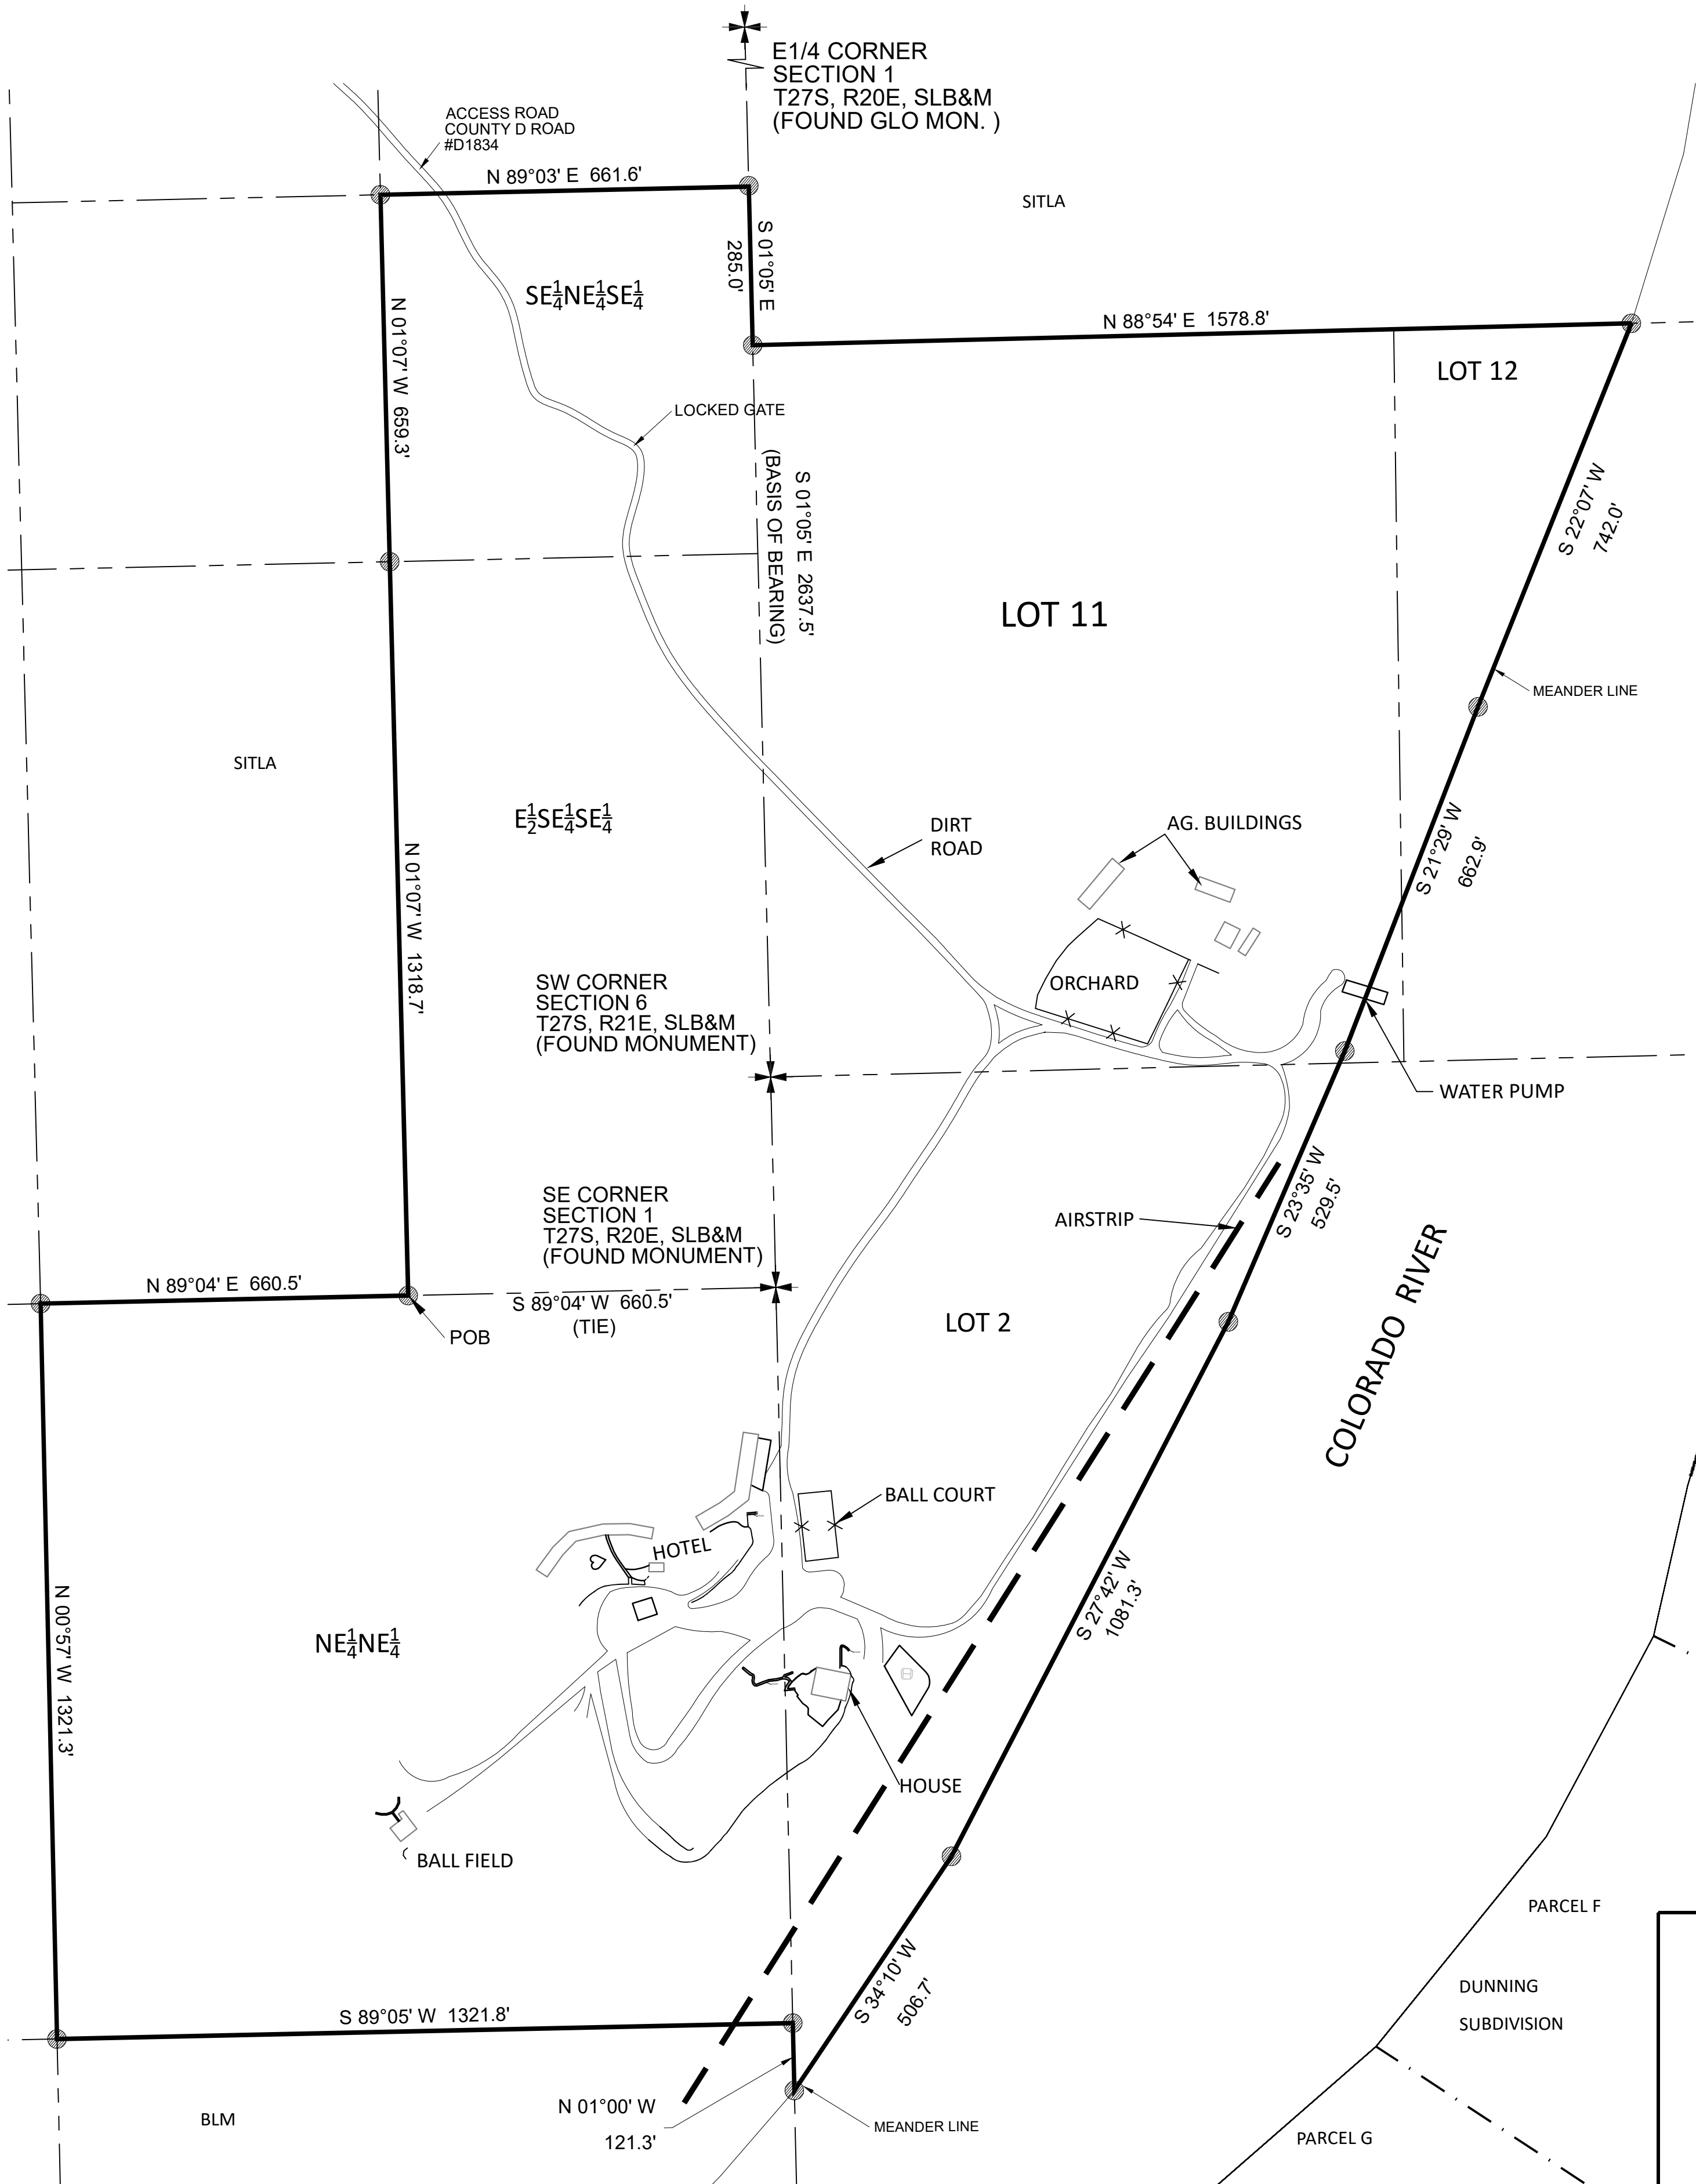 E1/4 CORNER
SECTION 1
T27S, R20E, SLB&M
(FOUND GLO MON. )
ACCESS ROAD
COUNTY D ROAD
#D1834
N 89°03' E  661.6'
SITLA
S 01°05' E
285.0'
SE1/4NE1/4SE1/4
N 88°54' E  1578.8'
LOT 12
N 01°07' W  659.3'
LOCKED GATE
S 01°05' E  2637.5'
(BASIS OF BEARING)
S 22°07' W
742.0'
LOT 11
MEANDER LINE
SITLA
E1/2SE1/4SE1/4
DIRT
ROAD
AG. BUILDINGS
S 21°29' W
662.9'
N 01°07' W  1318.7'
SW CORNER
SECTION 6
T27S, R21E, SLB&M
(FOUND MONUMENT)
ORCHARD
WATER PUMP
SE CORNER
SECTION 1
T27S, R20E, SLB&M
(FOUND MONUMENT)
AIRSTRIP
S 23°35' W
529.5'
N 89°04' E  660.5'
S 89°04' W  660.5'
(TIE)
POB
LOT 2
COLORADO  RIVER
BALL COURT
HOTEL
S 27°42' W
1081.3'
N 00°57' W  1321.3'
NE1/4NE1/4
HOUSE
BALL FIELD
PARCEL F
S 34°10' W
506.7'
DUNNING
SUBDIVISION
S 89°05' W  1321.8'
N 01°00' W
121.3'
BLM
MEANDER LINE
PARCEL G